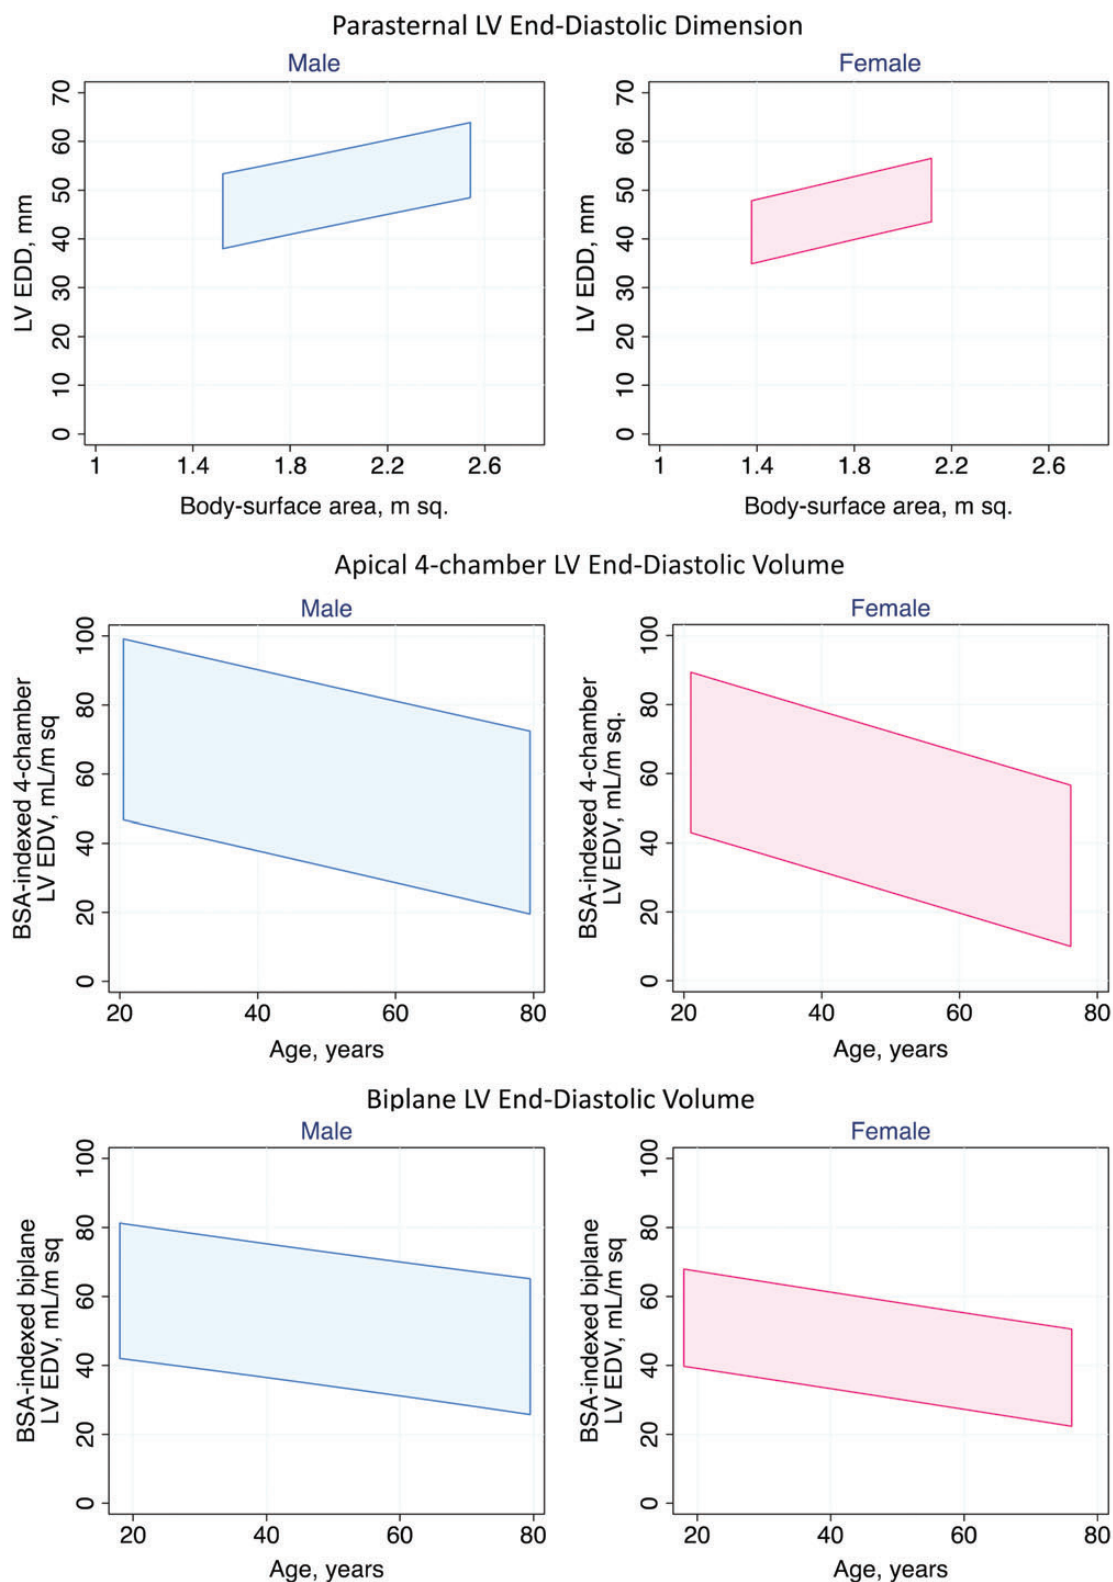 Parasternal LV End-Diastolic Dimension
Male
Female
LV EDD, mm
70
60
50
40
30
20
10
0
1 1.4 1.8 2.2 2.6
Body-surface area, m sq.
LV EDD, mm
70
60
50
40
30
20
10
0
1 1.4 1.8 2.2 2.6
Body-surface area, m sq.
Apical 4-chamber LV End-Diastolic Volume
Male
Female
BSA-indexed 4-chamber
LV EDV, mL/m sq
100
80
60
40
20
0
20 40 60 80
Age, years
BSA-indexed 4-chamber
LV EDV, mL/m sq.
100
80
60
40
20
0
20 40 60 80
Age, years
Biplane LV End-Diastolic Volume
Male
Female
BSA-indexed biplane
LV EDV, mL/m sq
100
80
60
40
20
0
20 40 60 80
Age, years
BSA-indexed biplane
LV EDV, mL/m sq
100
80
60
40
20
0
20 40 60 80
Age, years